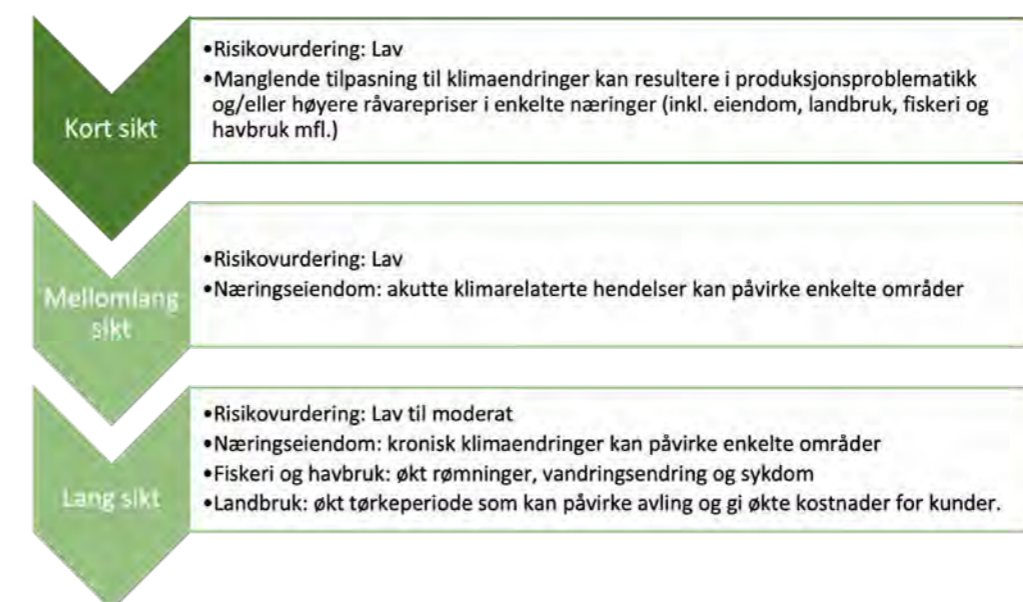 Kort sikt
•Risikovurdering: Lav
•Manglende tilpasning til klimaendringer kan resultere i produksjonsproblematikk
og/eller høyere råvarepriser i enkelte næringer (inkl. eiendom, landbruk, fiskeri og
havbruk mfl.)
Mellomlang
sikt
•Risikovurdering: Lav
•Næringseiendom: akutte klimarelaterte hendelser kan påvirke enkelte områder
Lang sikt
•Risikovurdering: Lav til moderat
•Næringseiendom: kronisk klimaendringer kan påvirke enkelte områder
•Fiskeri og havbruk: økt rømninger, vandringsendring og sykdom
•Landbruk: økt tørkeperiode som kan påvirke avling og gi økte kostnader for kunder.